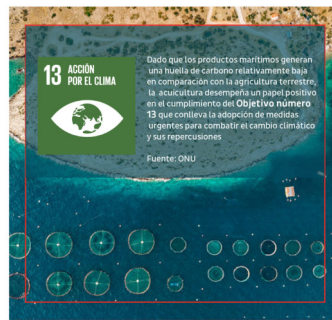 13 ACCIÓN
POR EL CLIMA
Dado que los productos marítimos generan
una huella de carbono relativamente baja
en comparación con la agricultura terrestre,
la acuicultura desempeña un papel positivo
en el cumplimiento del Objetivo número
13 que conlleva la adopción de medidas
urgentes para combatir el cambio climático
y sus repercusiones
Fuente: ONU